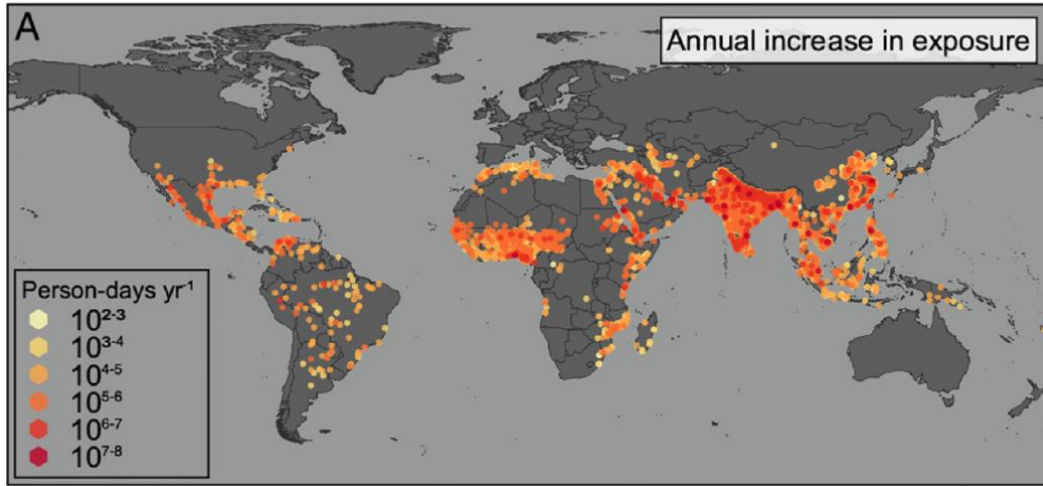 A
Annual increase in exposure
Person-days yr⁻¹
10²⁻³
10³⁻⁴
10⁴⁻⁵
10⁵⁻⁶
10⁶⁻⁷
10⁷⁻⁸